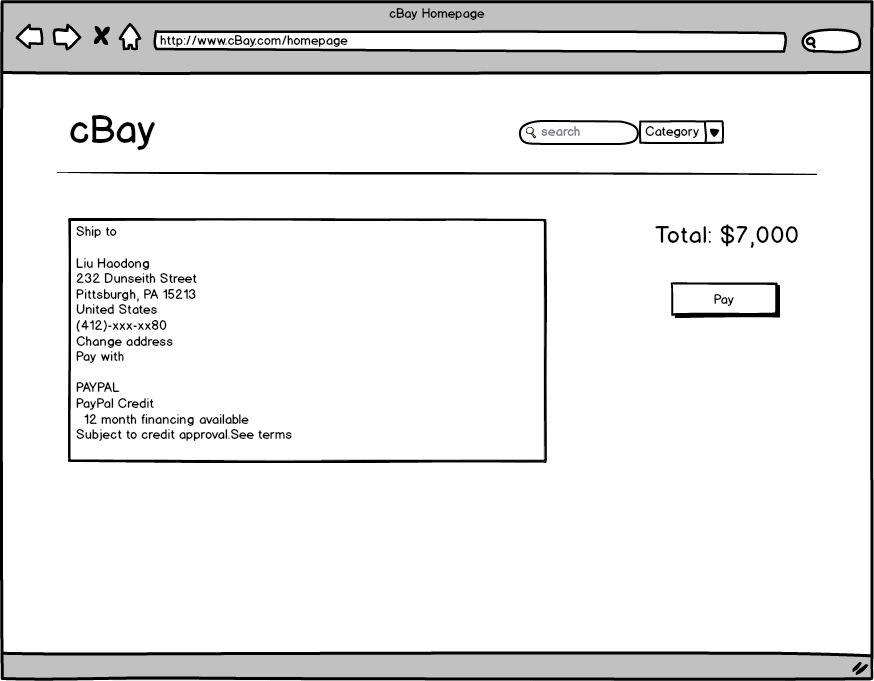 cBay Homepage
http://www.cBay.com/homepage
cBay
search
Category
Ship to
Liu Haodong
232 Dunseith Street
Pittsburgh, PA 15213
United States
(412)-xxx-xx80
Change address
Pay with
PAYPAL
PayPal Credit
12 month financing available
Subject to credit approval.See terms
Total: $7,000
Pay